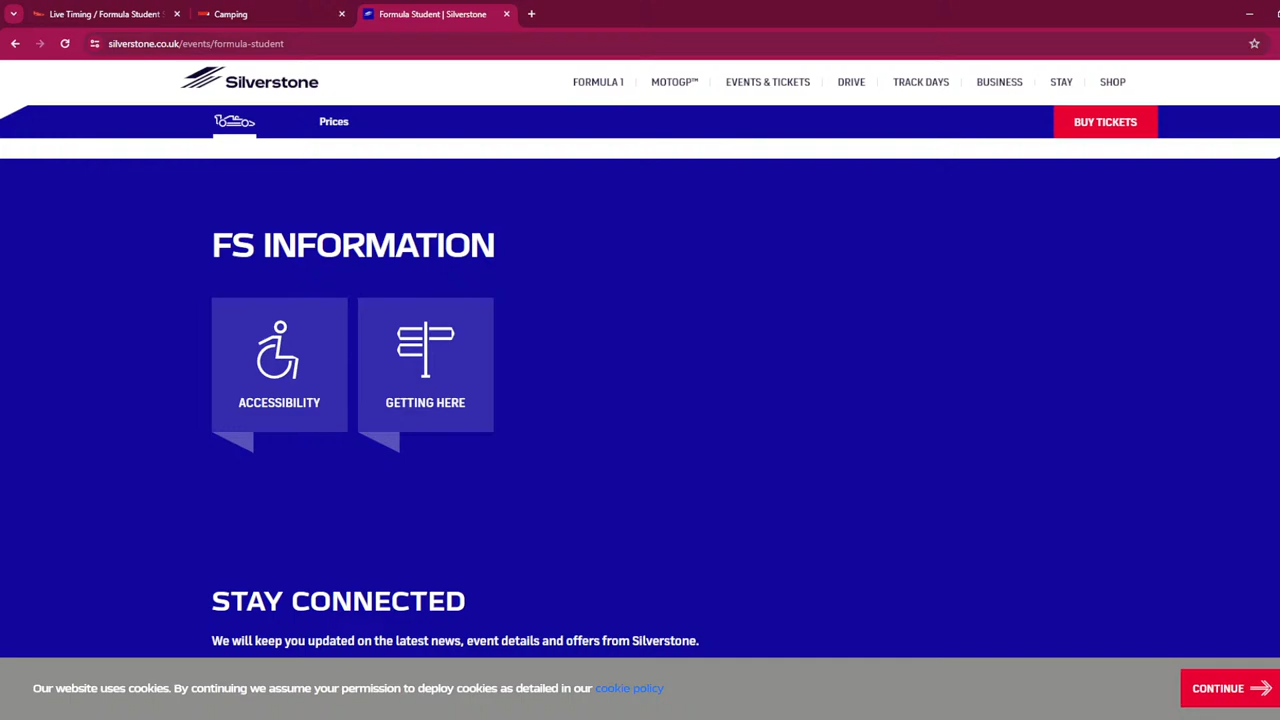 Live Timing / Formula Student
Camping
Formula Student | Silverstone
silverstone.co.uk/events/formula-student
Silverstone
FORMULA 1
MOTOGP™
EVENTS & TICKETS
DRIVE
TRACK DAYS
BUSINESS
STAY
SHOP
Prices
BUY TICKETS
FS INFORMATION
ACCESSIBILITY
GETTING HERE
STAY CONNECTED
We will keep you updated on the latest news, event details and offers from Silverstone.
Our website uses cookies. By continuing we assume your permission to deploy cookies as detailed in our cookie policy
CONTINUE